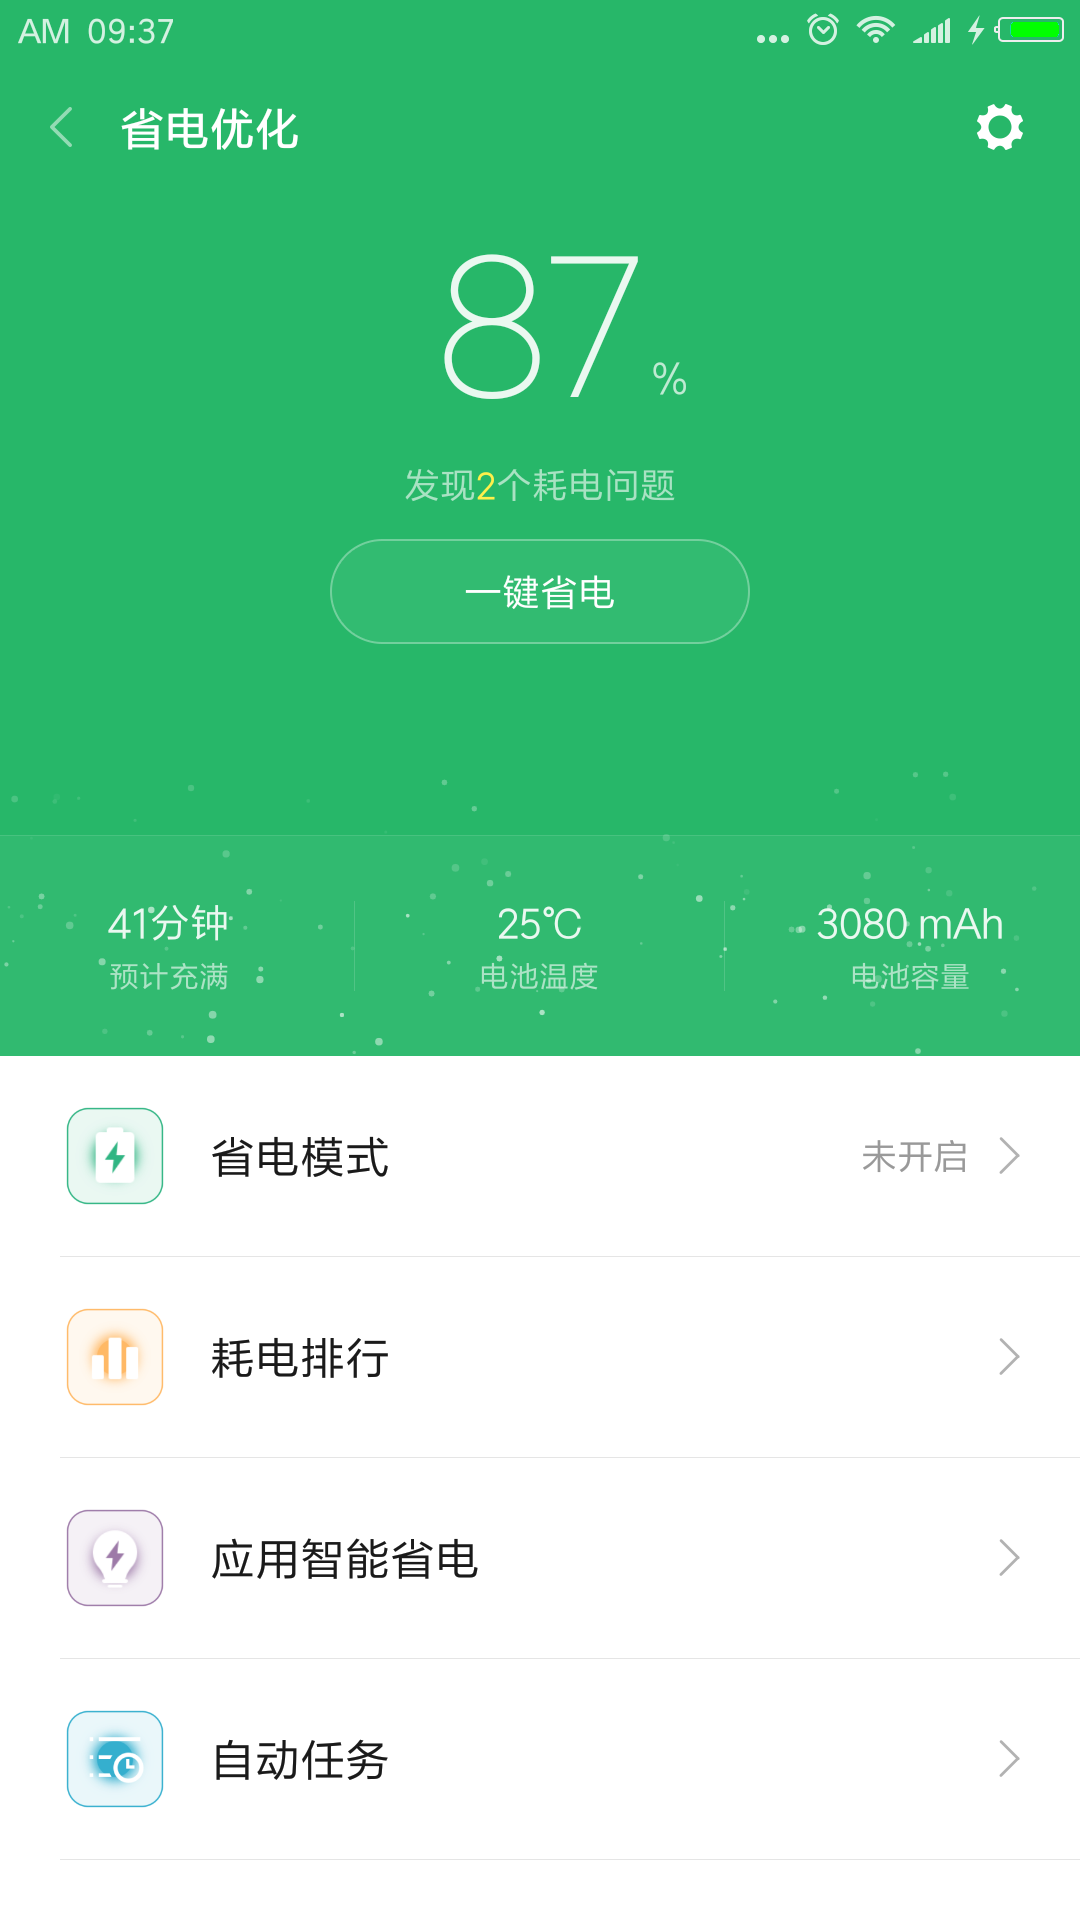 AM 09:37
省电优化
87%
发现2个耗电问题
一键省电
41分钟
预计充满
25℃
电池温度
3080 mAh
电池容量
省电模式
未开启
耗电排行
应用智能省电
自动任务